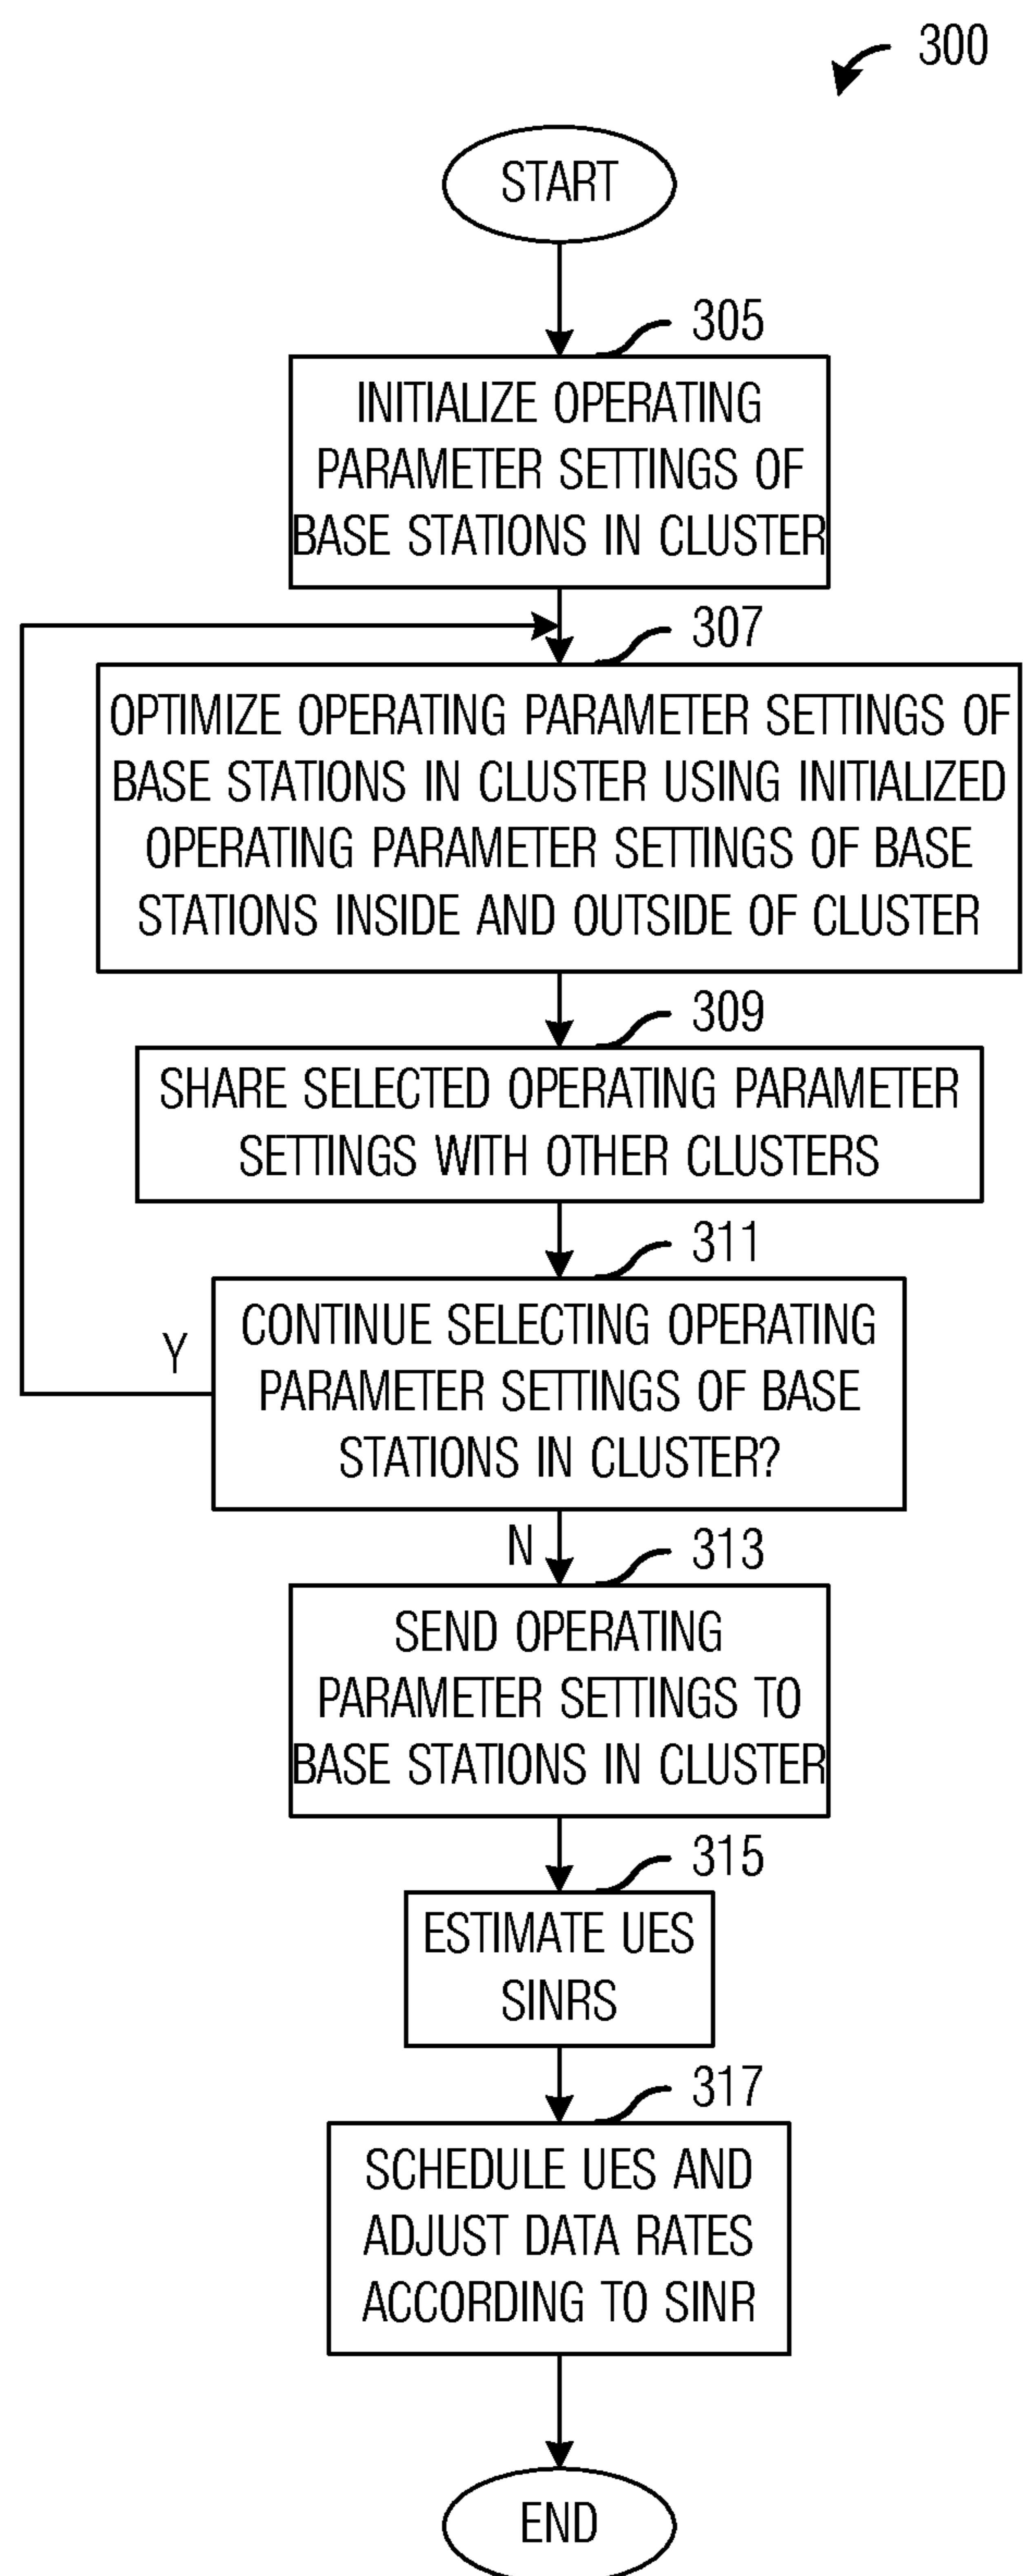 300
START
305
INITIALIZE OPERATING
PARAMETER SETTINGS OF
BASE STATIONS IN CLUSTER
307
OPTIMIZE OPERATING PARAMETER SETTINGS OF
BASE STATIONS IN CLUSTER USING INITIALIZED
OPERATING PARAMETER SETTINGS OF BASE
STATIONS INSIDE AND OUTSIDE OF CLUSTER
309
SHARE SELECTED OPERATING PARAMETER
SETTINGS WITH OTHER CLUSTERS
311
CONTINUE SELECTING OPERATING
PARAMETER SETTINGS OF BASE
STATIONS IN CLUSTER?
Y
N
313
SEND OPERATING
PARAMETER SETTINGS TO
BASE STATIONS IN CLUSTER
315
ESTIMATE UES
SINRS
317
SCHEDULE UES AND
ADJUST DATA RATES
ACCORDING TO SINR
END